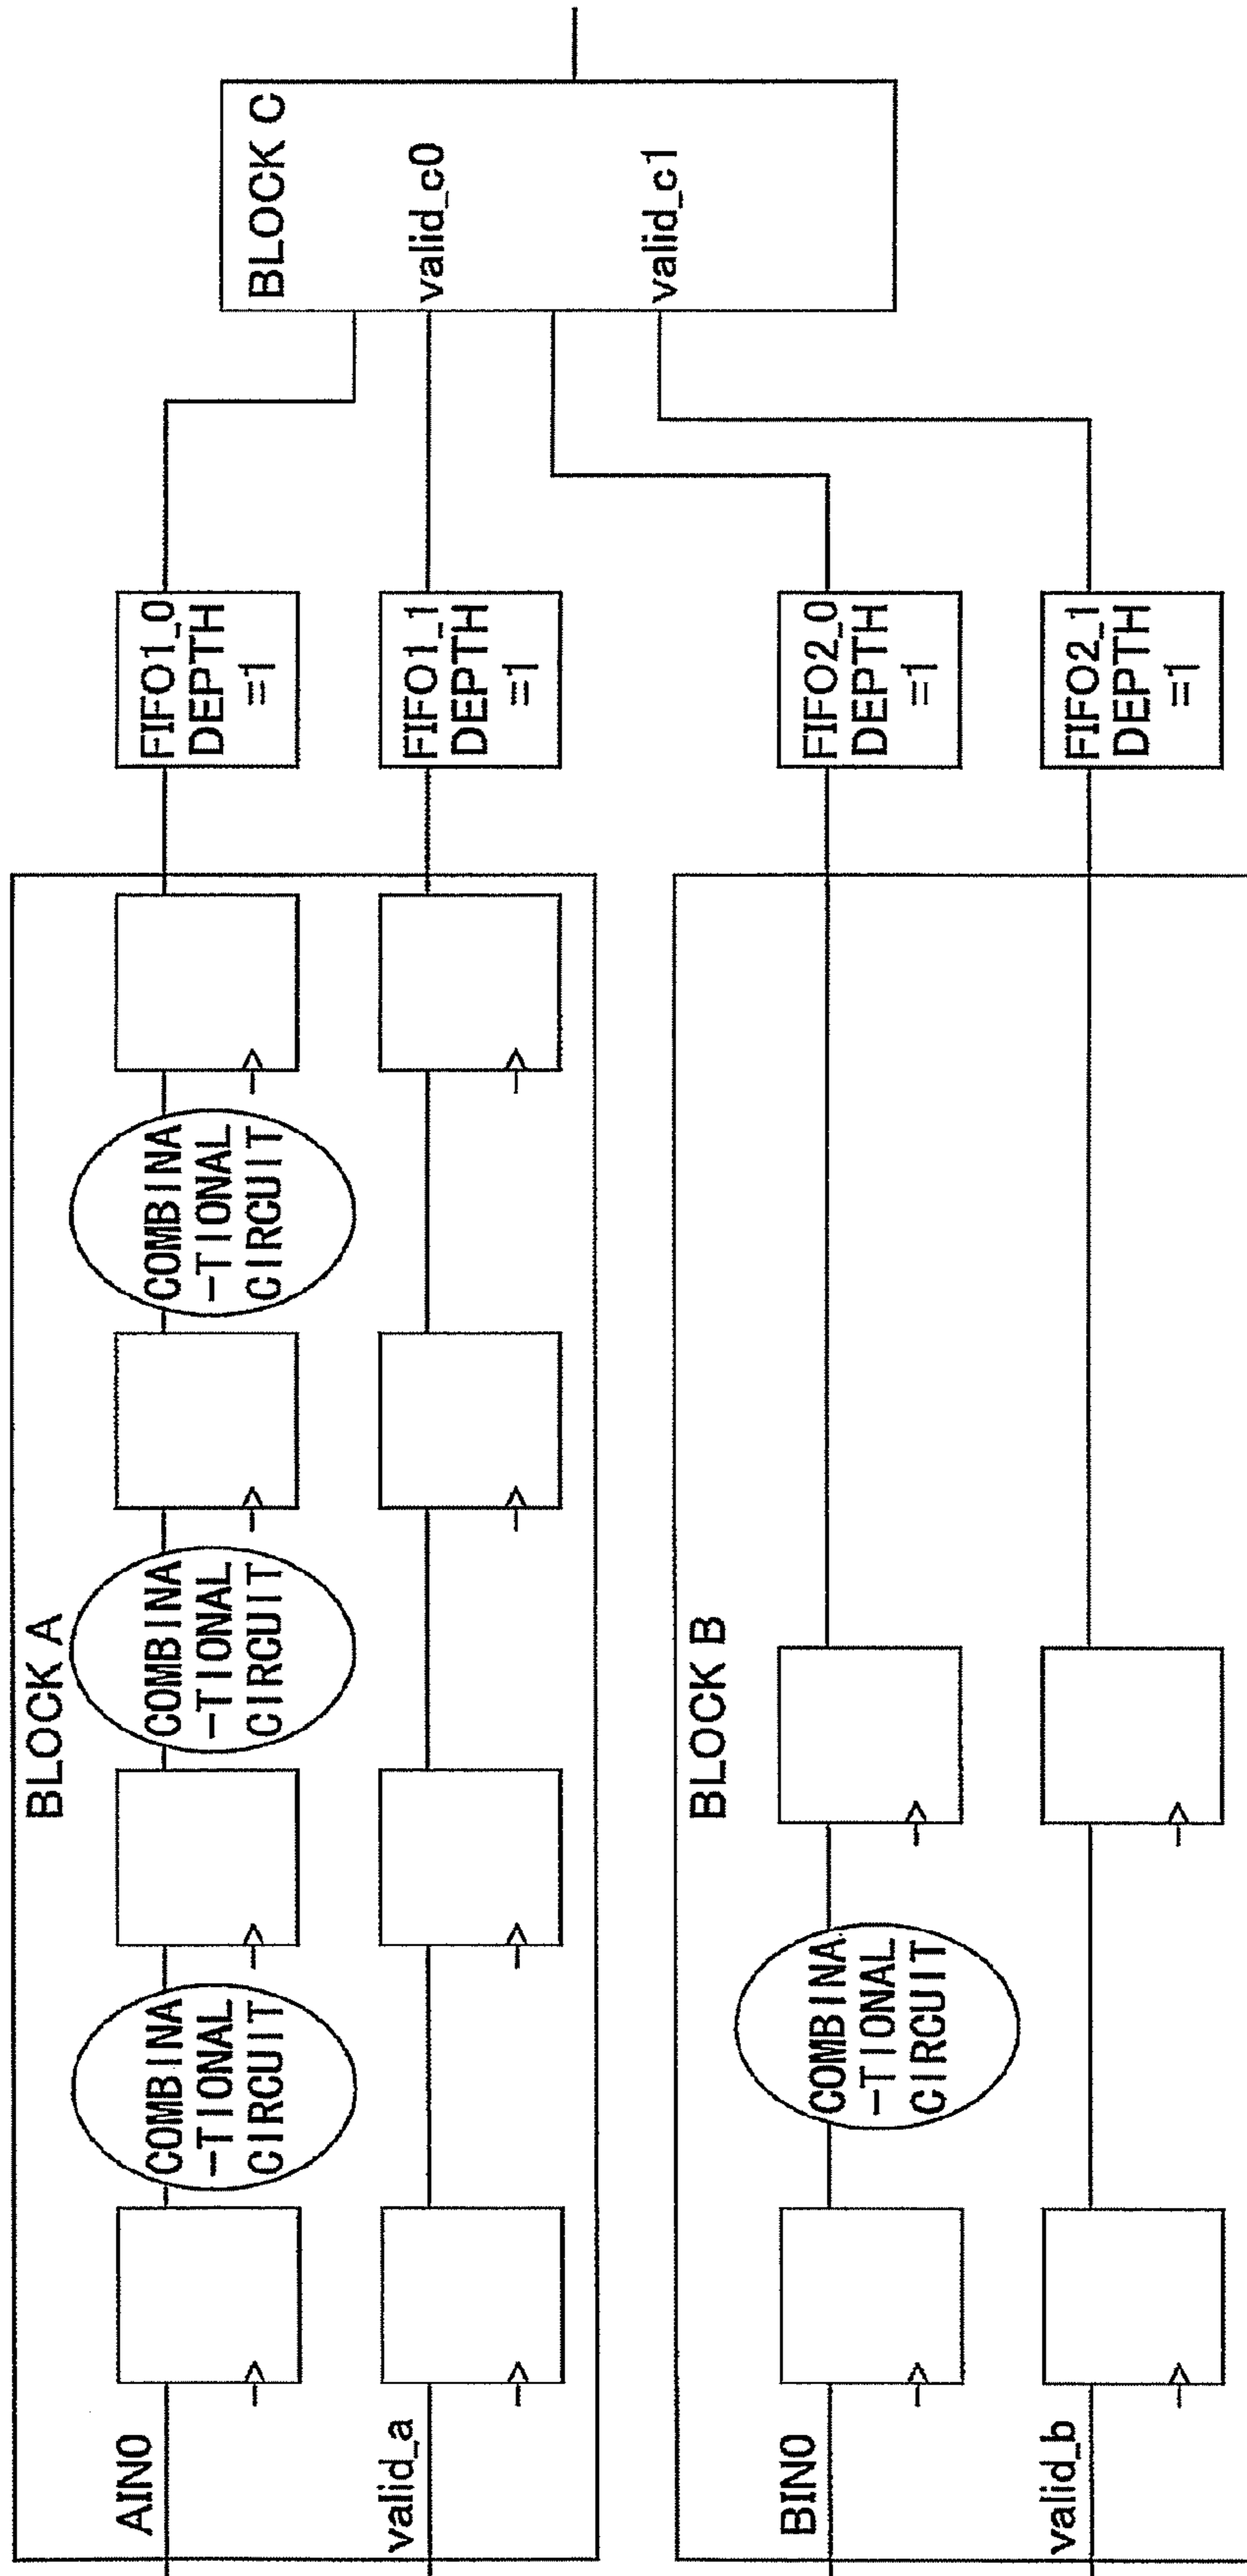 BLOCK A
AIN0
COMBINA
-TIONAL
CIRCUIT
COMBINA
-TIONAL
CIRCUIT
COMBINA
-TIONAL
CIRCUIT
FIFO1_0
DEPTH
=1
valid_a
FIFO1_1
DEPTH
=1
BLOCK C
valid_c0
valid_c1
BLOCK B
BIN0
COMBINA
-TIONAL
CIRCUIT
FIFO2_0
DEPTH
=1
valid_b
FIFO2_1
DEPTH
=1